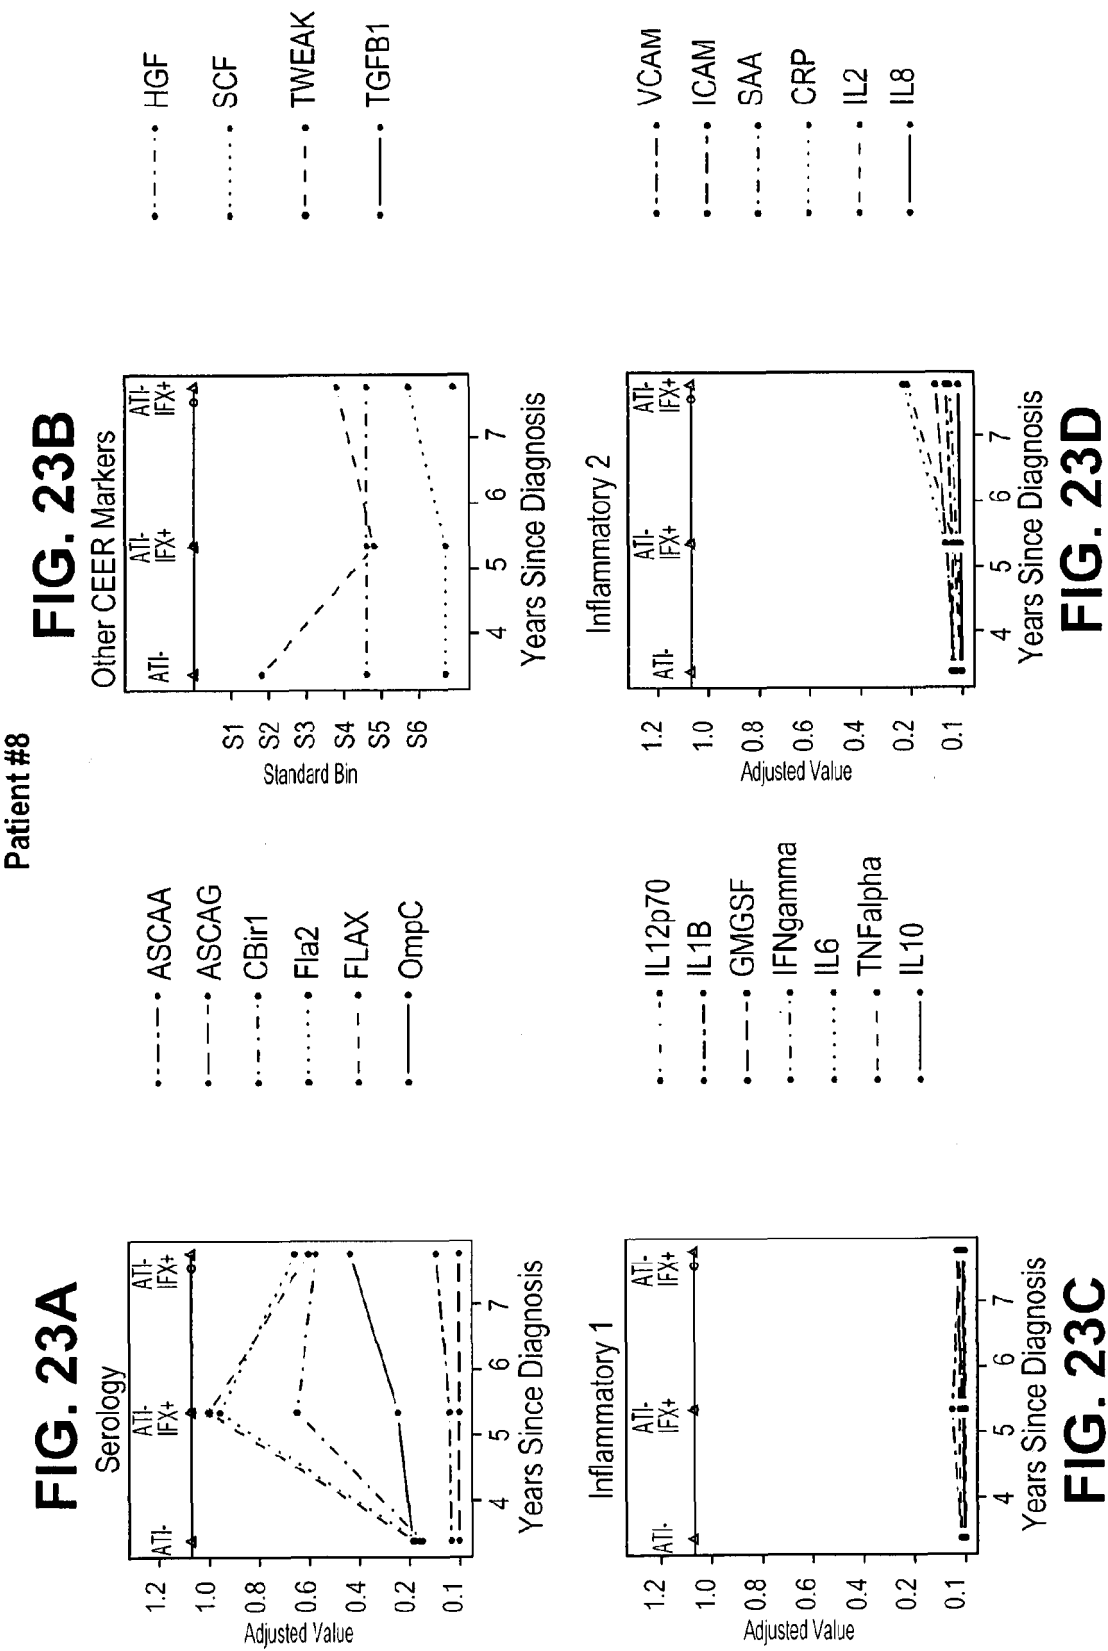 Patient #8
FIG. 23A
Serology
ATI-
ATI-
IFX+
ATI-
IFX+
1.2
1.0
0.8
0.6
0.4
0.2
0.1
Adjusted Value
4
5
6
7
Years Since Diagnosis
ASCAA
ASCAG
CBir1
Fla2
FLAX
OmpC
FIG. 23B
Other CEER Markers
ATI-
ATI-
IFX+
ATI-
IFX+
S1
S2
S3
S4
S5
S6
Standard Bin
4
5
6
7
Years Since Diagnosis
HGF
SCF
TWEAK
TGFB1
Inflammatory 1
ATI-
ATI-
IFX+
ATI-
IFX+
1.2
1.0
0.8
0.6
0.4
0.2
0.1
Adjusted Value
4
5
6
7
Years Since Diagnosis
FIG. 23C
IL12p70
IL1B
GMGSF
IFNgamma
IL6
TNFalpha
IL10
Inflammatory 2
ATI-
ATI-
IFX+
ATI-
IFX+
1.2
1.0
0.8
0.6
0.4
0.2
0.1
Adjusted Value
4
5
6
7
Years Since Diagnosis
FIG. 23D
VCAM
ICAM
SAA
CRP
IL2
IL8